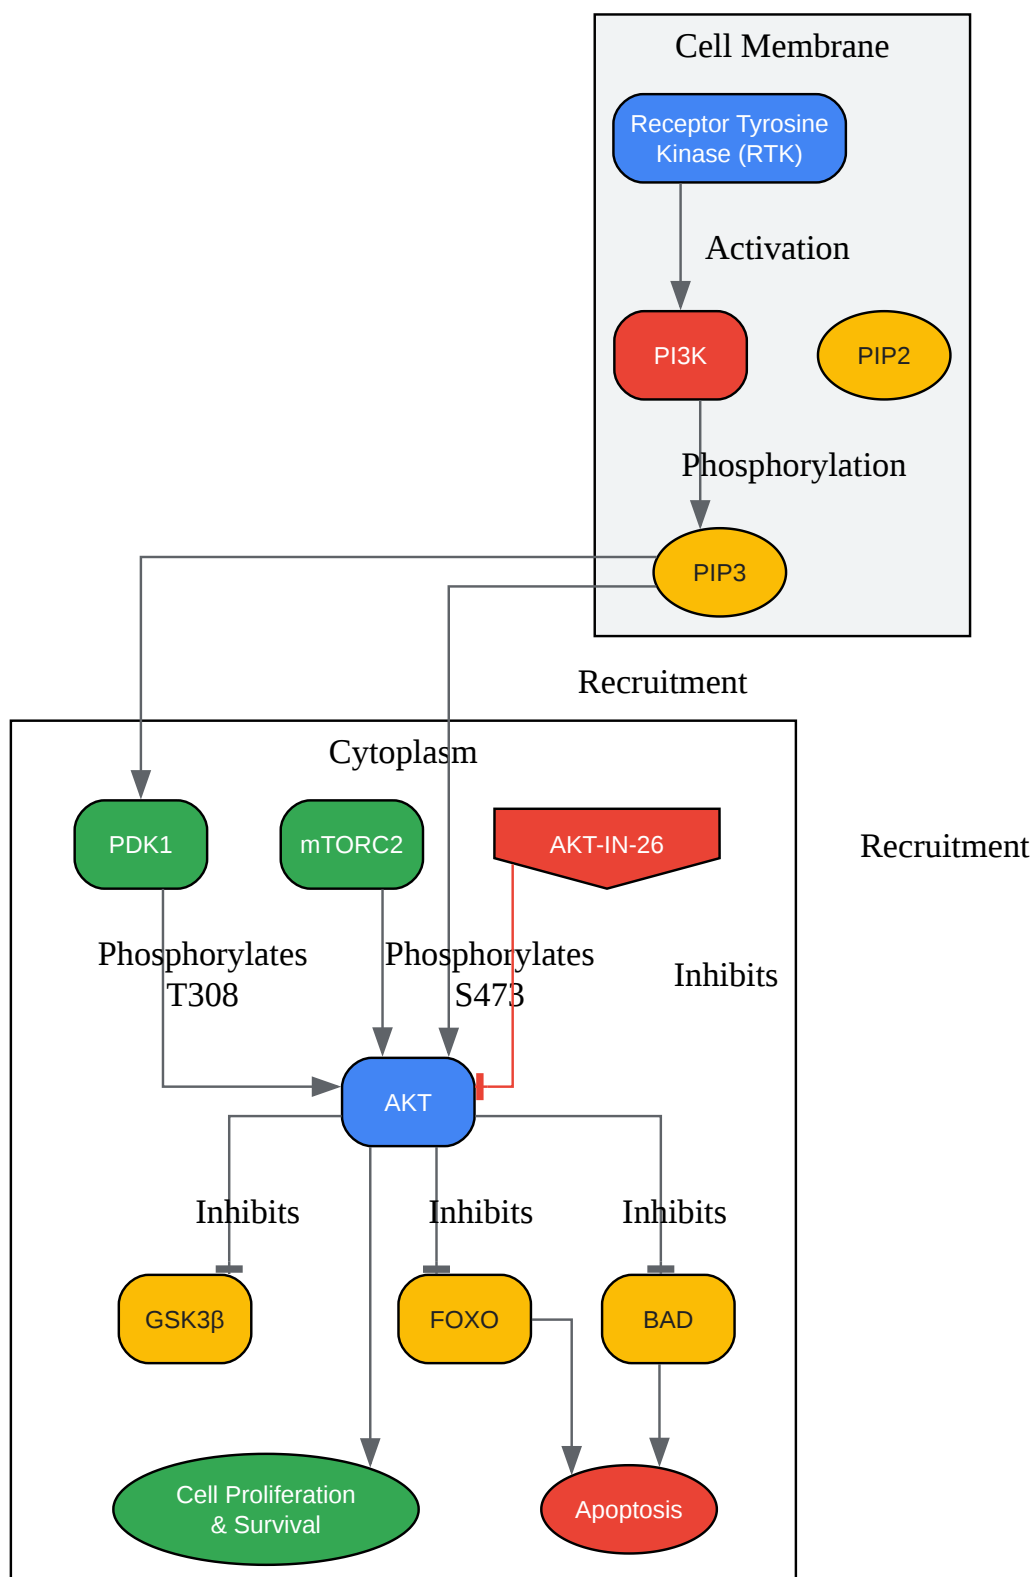 Cell Membrane
Receptor Tyrosine
Kinase (RTK)
Activation
PI3K
PIP2
Phosphorylation
PIP3
Recruitment
Cytoplasm
PDK1
mTORC2
AKT-IN-26
Recruitment
Phosphorylates
T308
Phosphorylates
S473
Inhibits
AKT
Inhibits
Inhibits
Inhibits
GSK3β
FOXO
BAD
Cell Proliferation
& Survival
Apoptosis